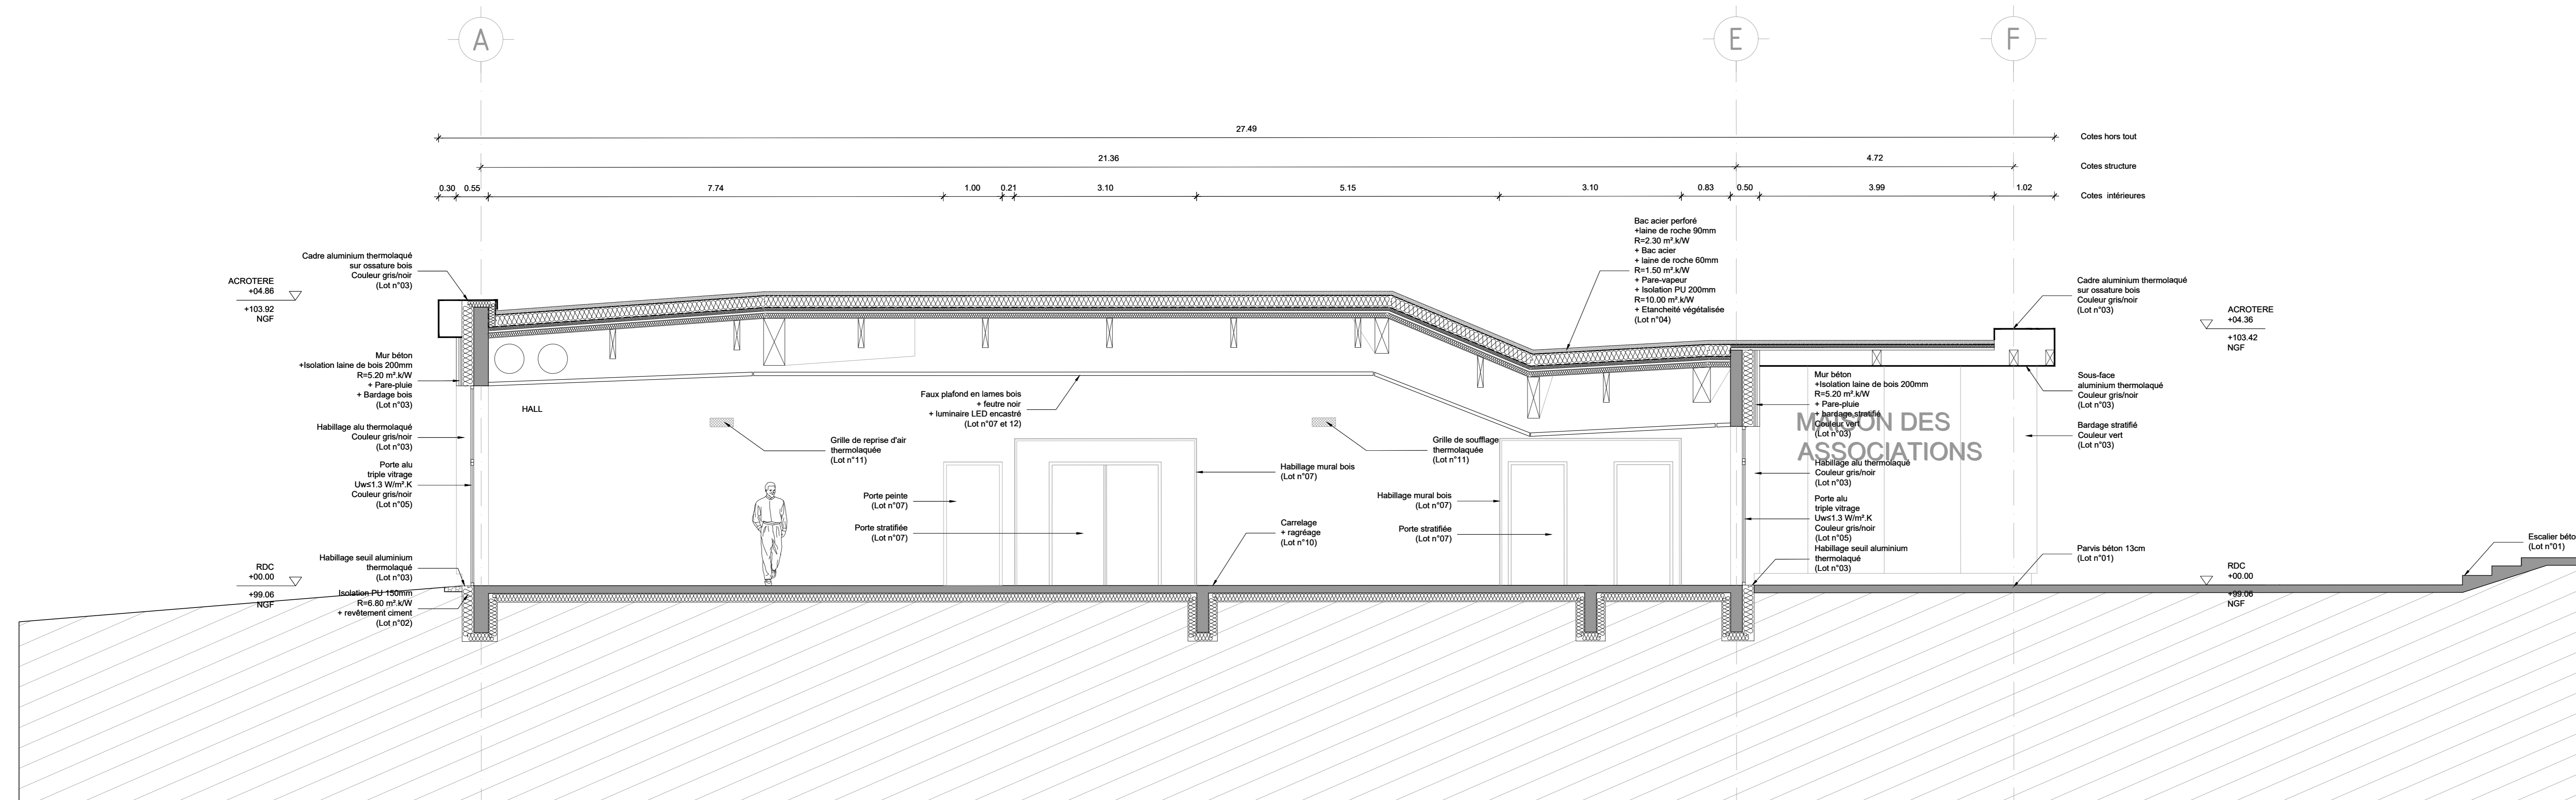 A
E
F
27.49
Cotes hors tout
21.36
4.72
Cotes structure
0.30
0.55
7.74
1.00
0.21
3.10
5.15
3.10
0.83
0.50
3.99
1.02
Cotes intérieures
Cadre aluminium thermolaqué
sur ossature bois
Couleur gris/noir
(Lot n°03)
ACROTERE
+04.86
+103.92
NGF
Mur béton
+Isolation laine de bois 200mm
R=5.20 m².k/W
+ Pare-pluie
+ Bardage bois
(Lot n°03)
Habillage alu thermolaqué
Couleur gris/noir
(Lot n°03)
Porte alu
triple vitrage
Uw≤1.3 W/m².K
Couleur gris/noir
(Lot n°05)
Habillage seuil aluminium
thermolaqué
(Lot n°03)
RDC
+00.00
+99.06
NGF
Isolation PU 150mm
R=6.80 m².k/W
+ revêtement ciment
(Lot n°02)
HALL
Grille de reprise d'air
thermolaquée
(Lot n°11)
Faux plafond en lames bois
+ feutre noir
+ luminaire LED encastré
(Lot n°07 et 12)
Porte peinte
(Lot n°07)
Porte stratifiée
(Lot n°07)
Habillage mural bois
(Lot n°07)
Carrelage
+ ragréage
(Lot n°10)
Grille de soufflage
thermolaquée
(Lot n°11)
Habillage mural bois
(Lot n°07)
Porte stratifiée
(Lot n°07)
Bac acier perforé
+laine de roche 90mm
R=2.30 m².k/W
+ Bac acier
+ laine de roche 60mm
R=1.50 m².k/W
+ Pare-vapeur
+ Isolation PU 200mm
R=10.00 m².k/W
+ Etancheité végétalisée
(Lot n°04)
Mur béton
+Isolation laine de bois 200mm
R=5.20 m².k/W
+ Pare-pluie
+ bardage stratifié
Couleur vert
(Lot n°03)
MAISON DES
ASSOCIATIONS
Habillage alu thermolaqué
Couleur gris/noir
(Lot n°03)
Porte alu
triple vitrage
Uw≤1.3 W/m².K
Couleur gris/noir
(Lot n°05)
Habillage seuil aluminium
thermolaqué
(Lot n°03)
Cadre aluminium thermolaqué
sur ossature bois
Couleur gris/noir
(Lot n°03)
Sous-face
aluminium thermolaqué
Couleur gris/noir
(Lot n°03)
Bardage stratifié
Couleur vert
(Lot n°03)
Parvis béton 13cm
(Lot n°01)
ACROTERE
+04.36
+103.42
NGF
RDC
+00.00
+99.06
NGF
Escalier béto
(Lot n°01)